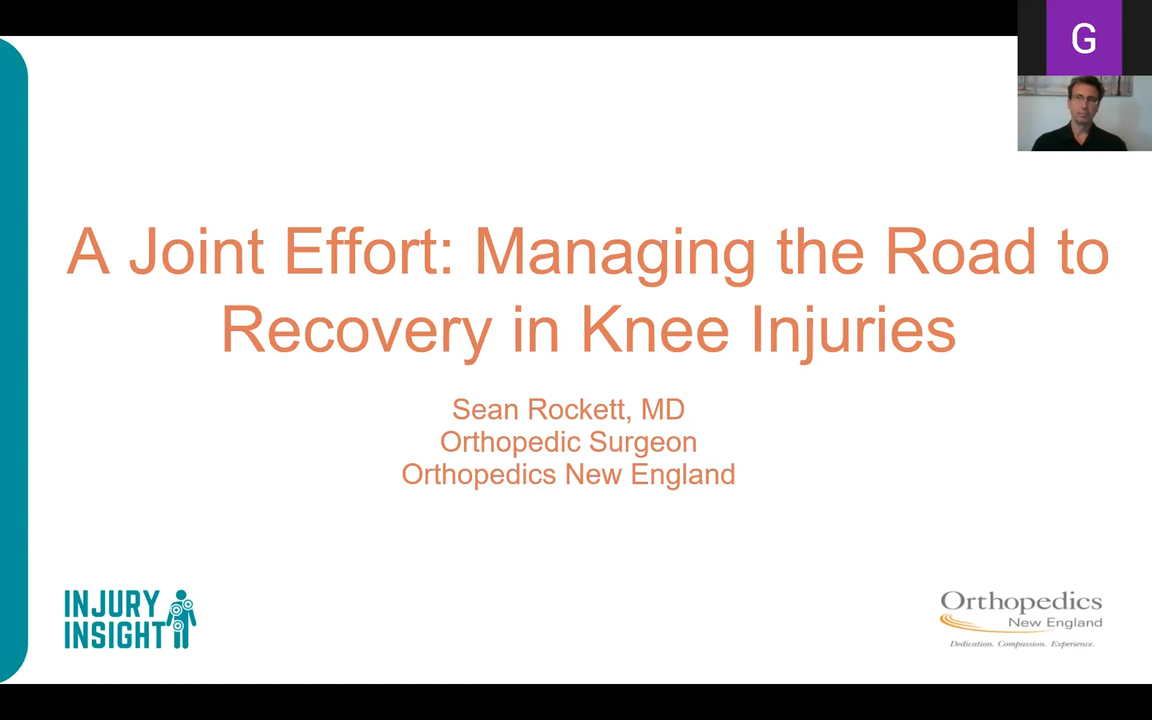 G
A Joint Effort: Managing the Road to
Recovery in Knee Injuries
Sean Rockett, MD
Orthopedic Surgeon
Orthopedics New England
INJURY
INSIGHT
Orthopedics
New England
Dedication. Compassion. Experience.